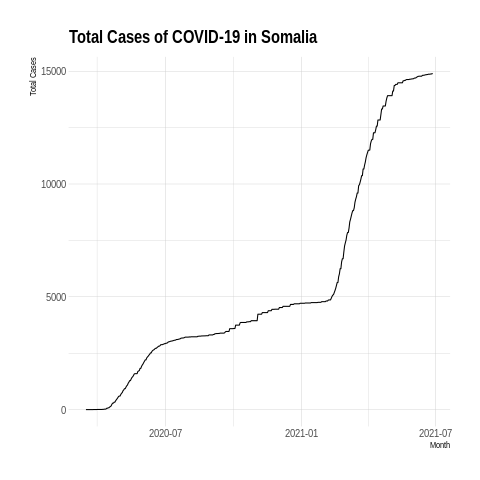 Total Cases of COVID-19 in Somalia
Total Cases
15000
10000
5000
0
2020-07 2021-01 2021-07
Month